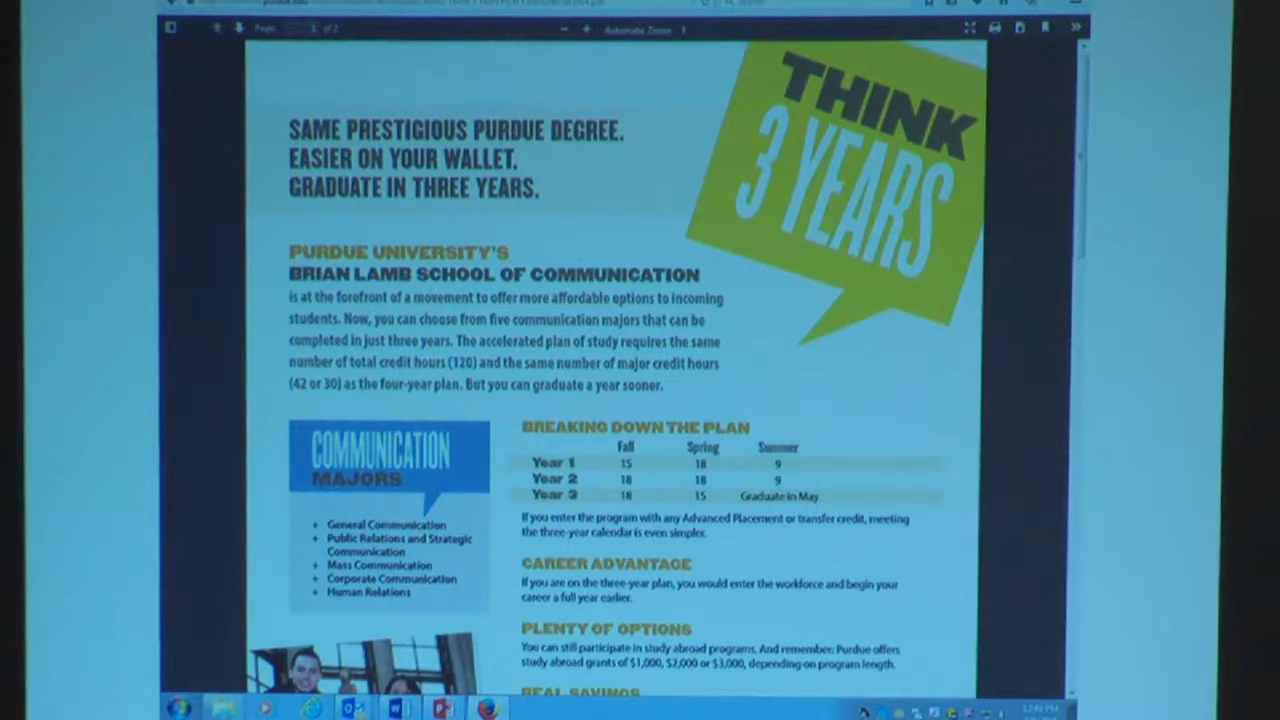 Page:
of 2
Automatic Zoom
THINK
3 YEARS
SAME PRESTIGIOUS PURDUE DEGREE.
EASIER ON YOUR WALLET.
GRADUATE IN THREE YEARS.
PURDUE UNIVERSITY'S
BRIAN LAMB SCHOOL OF COMMUNICATION
is at the forefront of a movement to offer more affordable options to incoming
students. Now, you can choose from five communication majors that can be
completed in just three years. The accelerated plan of study requires the same
number of total credit hours (120) and the same number of major credit hours
(42 or 30) as the four-year plan. But you can graduate a year sooner.
COMMUNICATION
MAJORS
+ General Communication
+ Public Relations and Strategic
Communication
+ Mass Communication
+ Corporate Communication
+ Human Relations
BREAKING DOWN THE PLAN
Fall Spring Summer
Year 1 15 18 9
Year 2 18 18 9
Year 3 18 15 Graduate in May
If you enter the program with any Advanced Placement or transfer credit, meeting
the three-year calendar is even simpler.
CAREER ADVANTAGE
If you are on the three-year plan, you would enter the workforce and begin your
career a full year earlier.
PLENTY OF OPTIONS
You can still participate in study abroad programs. And remember: Purdue offers
study abroad grants of $1,000, $2,000 or $3,000, depending on program length.
REAL SAVINGS